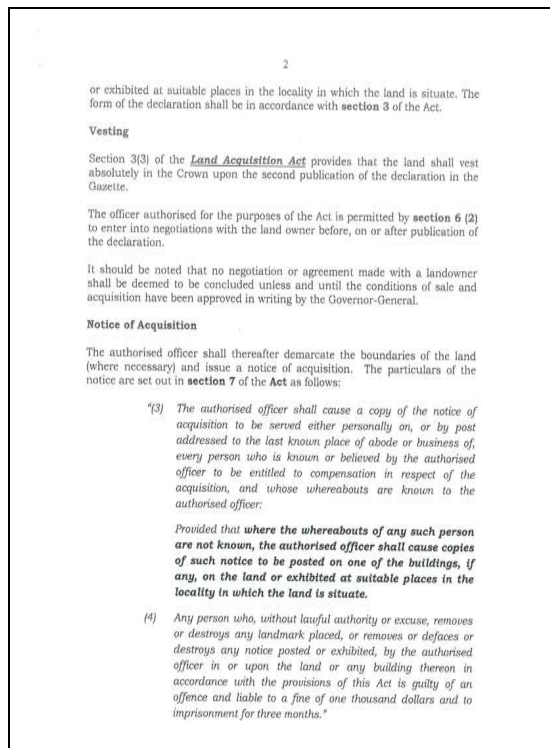 2
or exhibited at suitable places in the locality in which the land is situate. The
form of the declaration shall be in accordance with section 3 of the Act.
Vesting
Section 3(3) of the Land Acquisition Act provides that the land shall vest
absolutely in the Crown upon the second publication of the declaration in the
Gazette.
The officer authorised for the purposes of the Act is permitted by section 6 (2)
to enter into negotiations with the land owner before, on or after publication of
the declaration.
It should be noted that no negotiation or agreement made with a landowner
shall be deemed to be concluded unless and until the conditions of sale and
acquisition have been approved in writing by the Governor-General.
Notice of Acquisition
The authorised officer shall thereafter demarcate the boundaries of the land
(where necessary) and issue a notice of acquisition. The particulars of the
notice are set out in section 7 of the Act as follows:
"(3) The authorised officer shall cause a copy of the notice of
acquisition to be served either personally on, or by post
addressed to the last known place of abode or business of,
every person who is known or believed by the authorised
officer to be entitled to compensation in respect of the
acquisition, and whose whereabouts are known to the
authorised officer:
Provided that where the whereabouts of any such person
are not known, the authorised officer shall cause copies
of such notice to be posted on one of the buildings, if
any, on the land or exhibited at suitable places in the
locality in which the land is situate.
(4) Any person who, without lawful authority or excuse, removes
or destroys any landmark placed, or removes or defaces or
destroys any notice posted or exhibited, by the authorised
officer in or upon the land or any building thereon in
accordance with the provisions of this Act is guilty of an
offence and liable to a fine of one thousand dollars and to
imprisonment for three months."